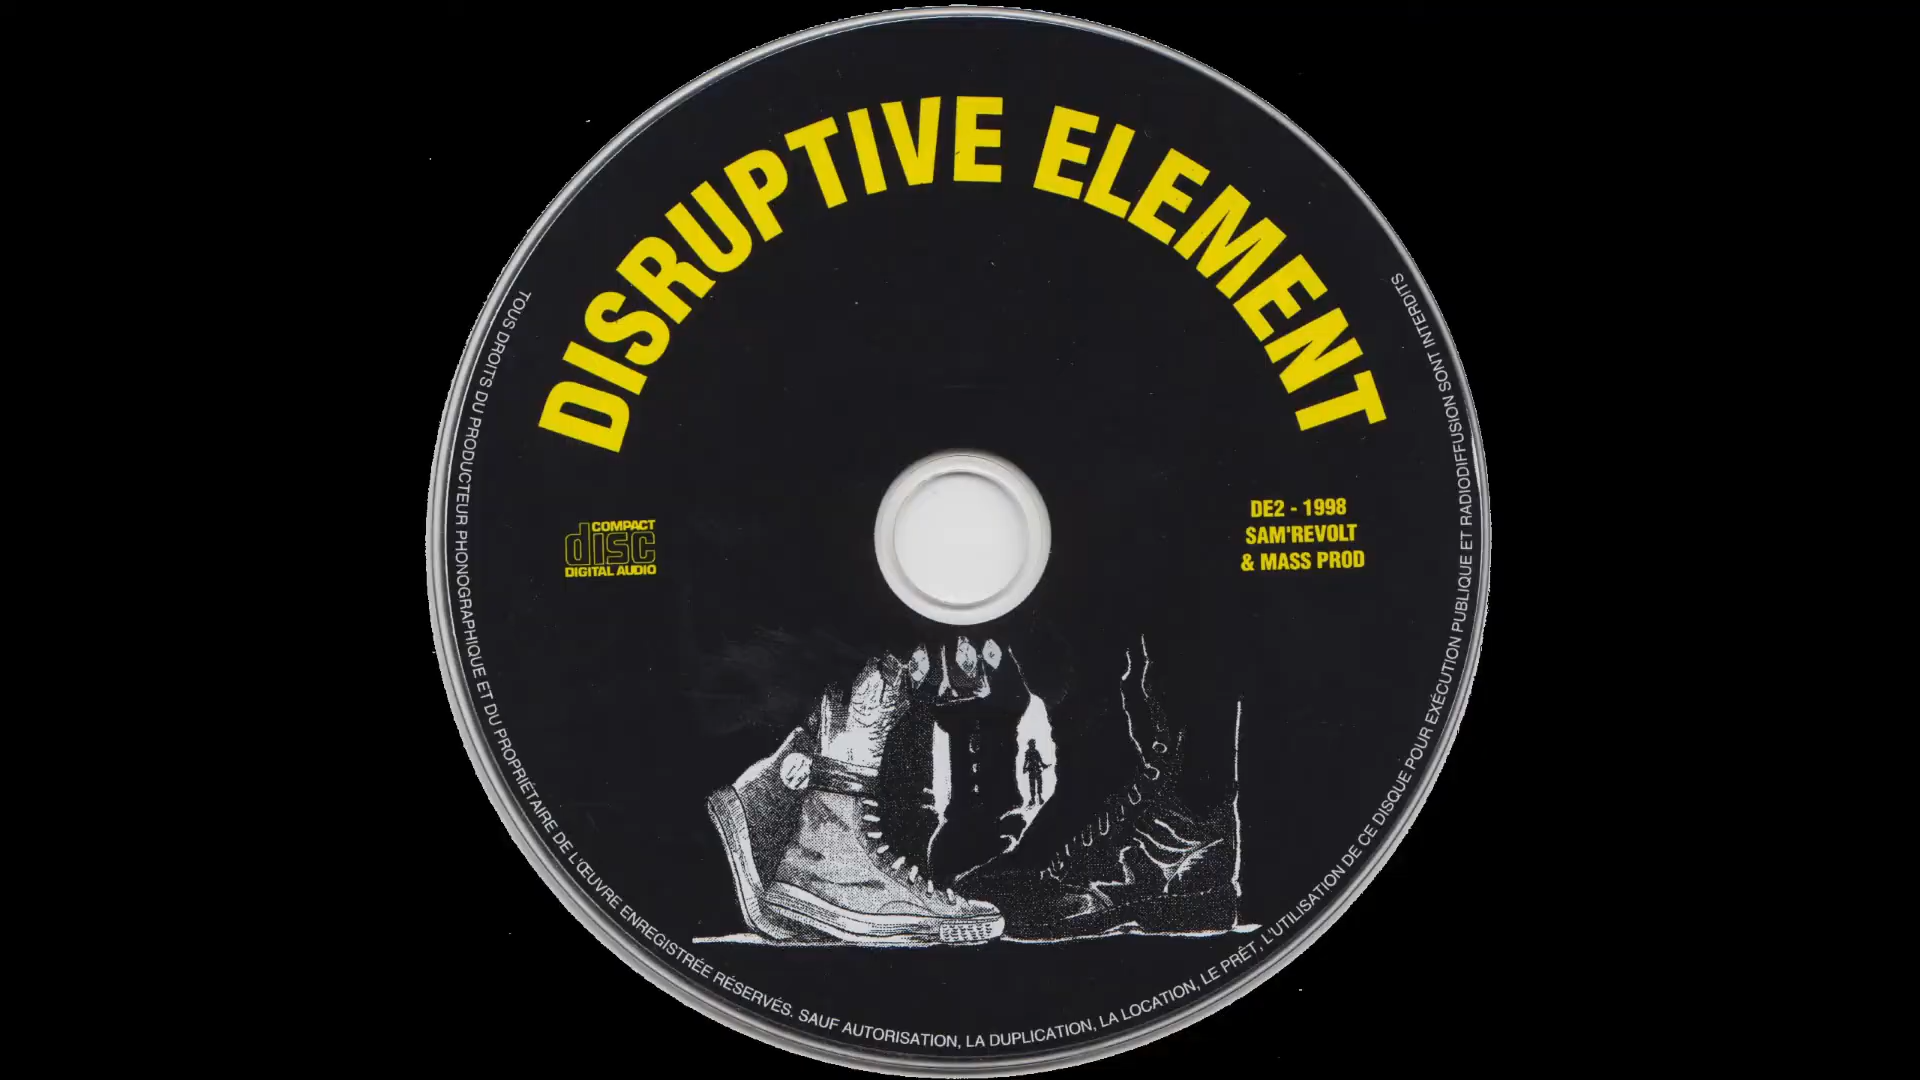 DISRUPTIVE ELEMENT
COMPACT
disc
DIGITAL AUDIO
DE2 - 1998
SAM'REVOLT
& MASS PROD
TOUS DROITS DU PRODUCTEUR PHONOGRAPHIQUE ET DU PROPRIÉTAIRE DE L'ŒUVRE ENREGISTRÉE RÉSERVÉS. SAUF AUTORISATION, LA DUPLICATION, LA LOCATION, LE PRÊT, L'UTILISATION DE CE DISQUE POUR EXÉCUTION PUBLIQUE ET RADIODIFFUSION SONT INTERDITS